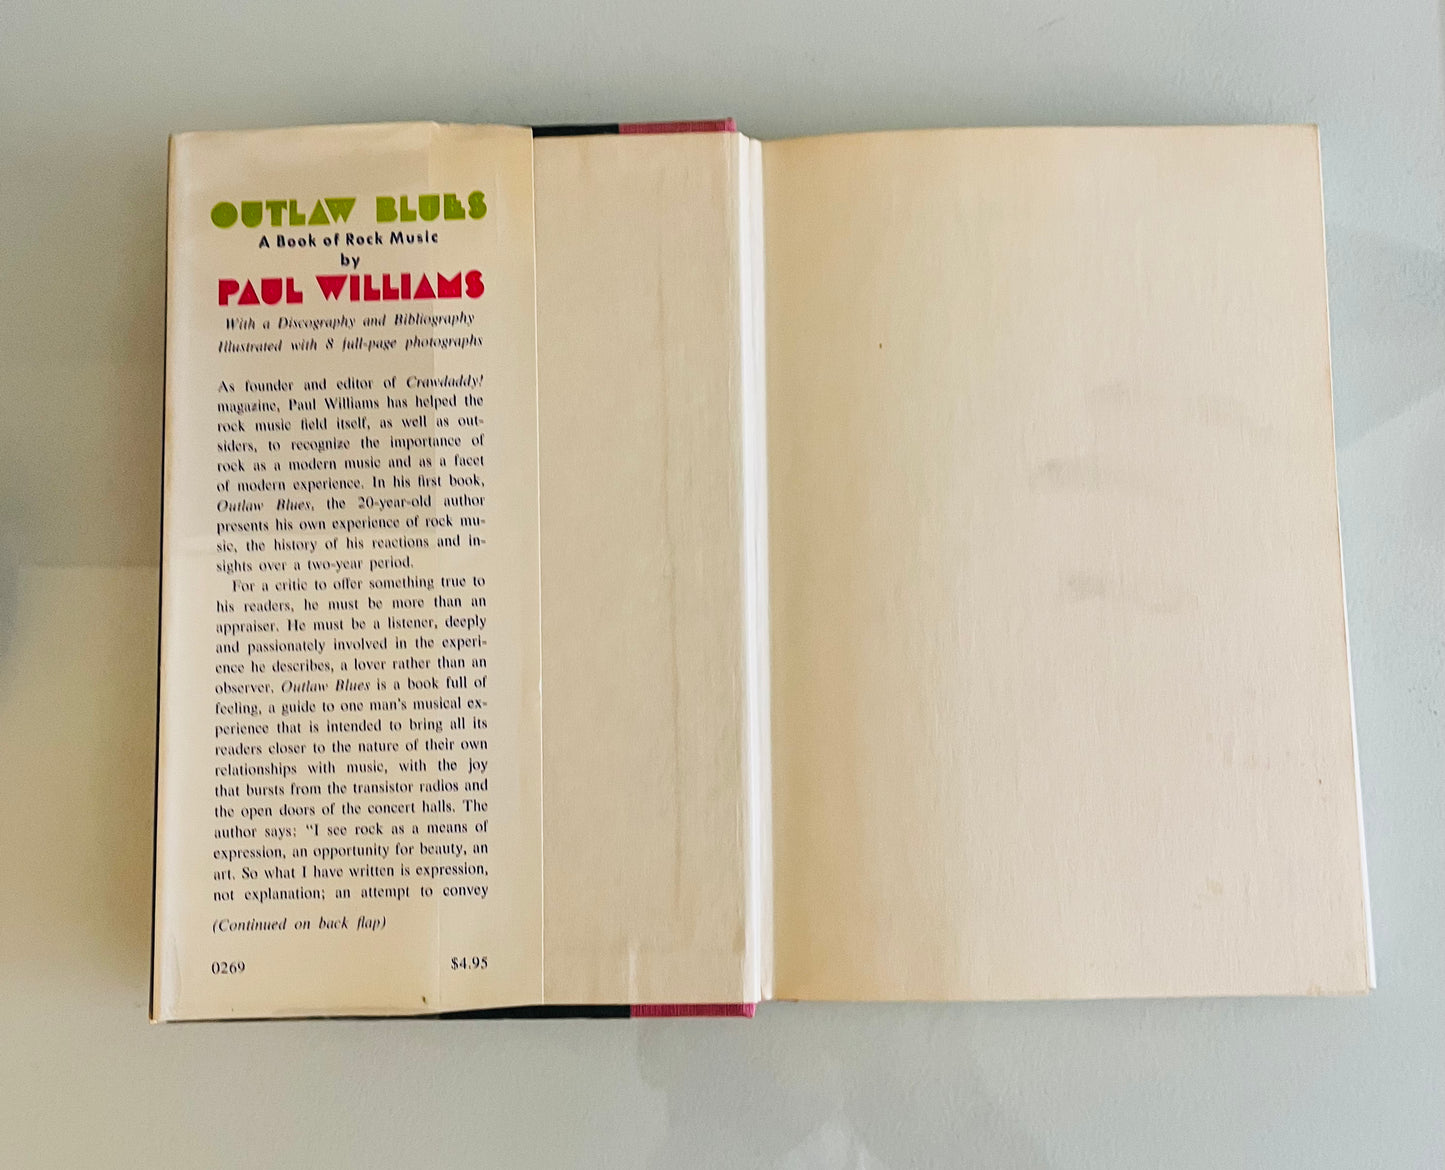 OUTLAW BLUES
A Book of Rock Music
by
PAUL WILLIAMS
With a Discography and Bibliography
Illustrated with 8 full-page photographs
As founder and editor of Crawdaddy!
magazine, Paul Williams has helped the
rock music field itself, as well as out-
siders, to recognize the importance of
rock as a modern music and as a facet
of modern experience. In his first book,
Outlaw Blues, the 20-year-old author
presents his own experience of rock mu-
sic, the history of his reactions and in-
sights over a two-year period.
For a critic to offer something true to
his readers, he must be more than an
appraiser. He must be a listener, deeply
and passionately involved in the experi-
ence he describes, a lover rather than an
observer. Outlaw Blues is a book full of
feeling, a guide to one man's musical ex-
perience that is intended to bring all its
readers closer to the nature of their own
relationships with music, with the joy
that bursts from the transistor radios and
the open doors of the concert halls. The
author says: "I see rock as a means of
expression, an opportunity for beauty, an
art. So what I have written is expression,
not explanation; an attempt to convey
(Continued on back flap)
0269 $4.95